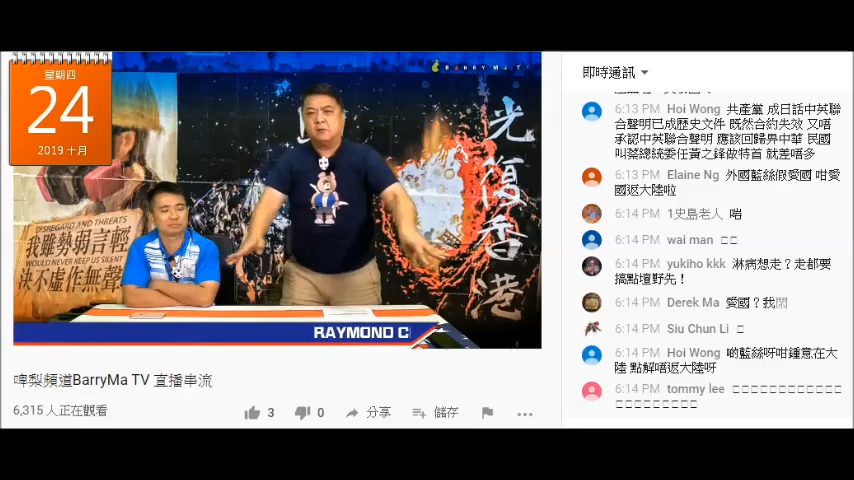 星期四
24
2019 十月
BARRYMA TV
光復香港
DISREGARD AND THREATS
我雖勢弱言輕
WOULD NEVER KEEP US SILENT
決不虛作無聲
RAYMOND C
啤梨頻道BarryMa TV 直播串流
6,315 人正在觀看
3
0
分享
儲存
即時通訊
6:13 PM Hoi Wong 共產黨 成日話中英聯
合聲明已成歷史文件 既然合約失效 又唔
承認中英聯合聲明 應該回歸畀中華 民國
叫蔡總統委任黃之鋒做特首 就差唔多
6:13 PM Elaine Ng 外國藍絲假愛國 咁愛
國返大陸啦
6:14 PM 1史島老人 啱
6:14 PM wai man □□
6:14 PM yukiho kkk 淋病想走？走都要
搞點壇野先！
6:14 PM Derek Ma 愛國？我閪
6:14 PM Siu Chun Li □
6:14 PM Hoi Wong 啲藍絲呀咁鍾意在大
陸 點解唔返大陸呀
6:14 PM tommy lee